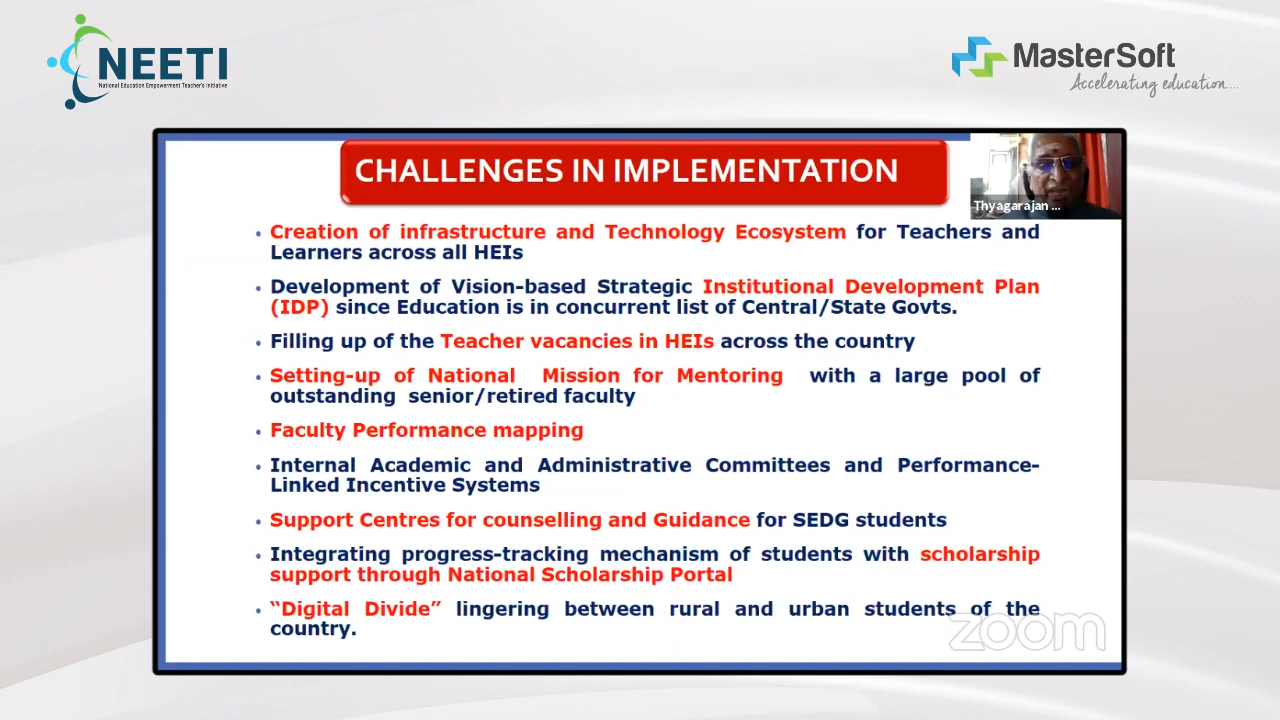 NEETI
National Education Empowerment Teacher's Initiative
MasterSoft
Accelerating education....
CHALLENGES IN IMPLEMENTATION
Thyagarajan ...
• Creation of infrastructure and Technology Ecosystem for Teachers and
Learners across all HEIs
• Development of Vision-based Strategic Institutional Development Plan
(IDP) since Education is in concurrent list of Central/State Govts.
• Filling up of the Teacher vacancies in HEIs across the country
• Setting-up of National Mission for Mentoring with a large pool of
outstanding senior/retired faculty
• Faculty Performance mapping
• Internal Academic and Administrative Committees and Performance-
Linked Incentive Systems
• Support Centres for counselling and Guidance for SEDG students
• Integrating progress-tracking mechanism of students with scholarship
support through National Scholarship Portal
• “Digital Divide” lingering between rural and urban students of the
country.
zoom